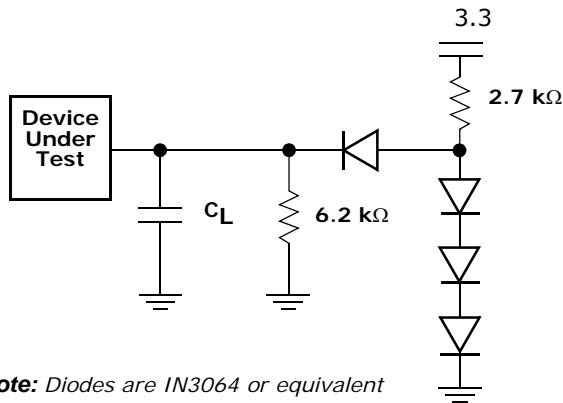 3.3
2.7 kΩ
Device
Under
Test
CL
6.2 kΩ
ote: Diodes are IN3064 or equivalent